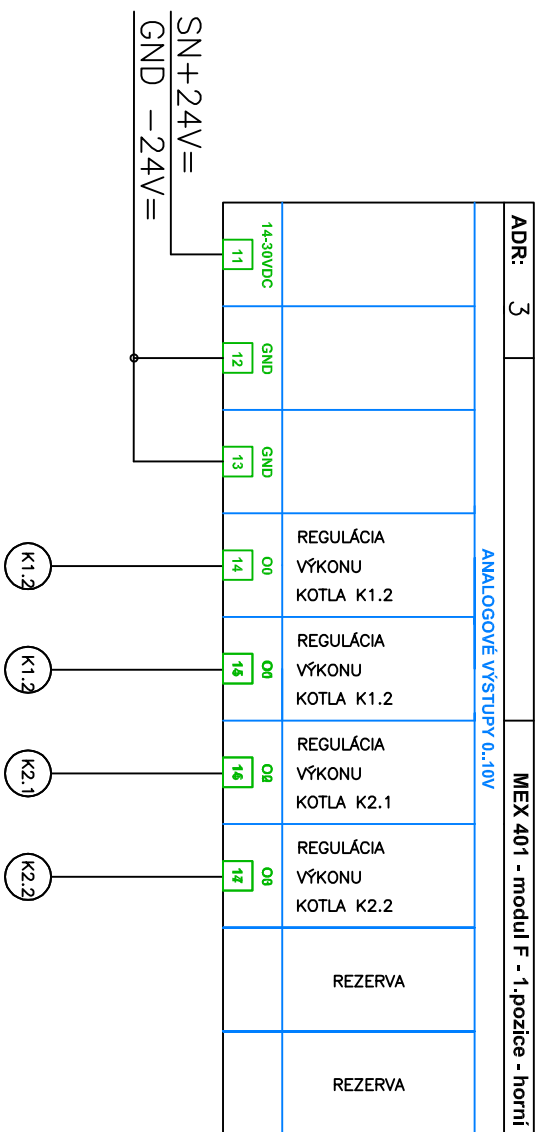 SN+24V=
GND -24V=
ADR: 3
MEX 401 - modul F - 1.pozice - horní
ANALOGOVÉ VÝSTUPY 0..10V
14-30VDC
11
GND
12
GND
13
O0
14
REGULÁCIA
VÝKONU
KOTLA K1.2
K1.2
REGULÁCIA
VÝKONU
KOTLA K1.2
K1.2
REGULÁCIA
VÝKONU
KOTLA K2.1
K2.1
REGULÁCIA
VÝKONU
KOTLA K2.2
K2.2
REZERVA
REZERVA